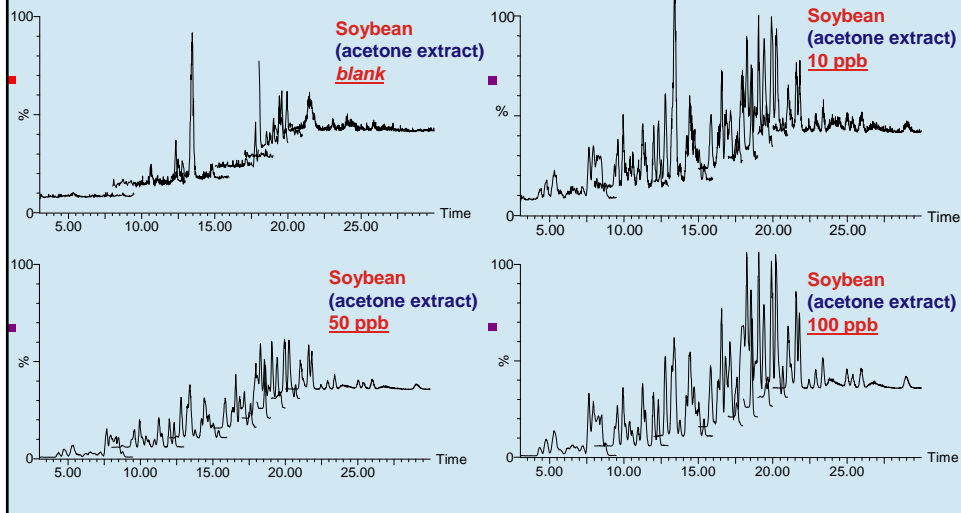 100
%
0
5.00 10.00 15.00 20.00 25.00
Time
Soybean
(acetone extract)
blank
100
%
0
5.00 10.00 15.00 20.00 25.00
Time
Soybean
(acetone extract)
10 ppb
100
%
0
5.00 10.00 15.00 20.00 25.00
Time
Soybean
(acetone extract)
50 ppb
100
%
0
5.00 10.00 15.00 20.00 25.00
Time
Soybean
(acetone extract)
100 ppb